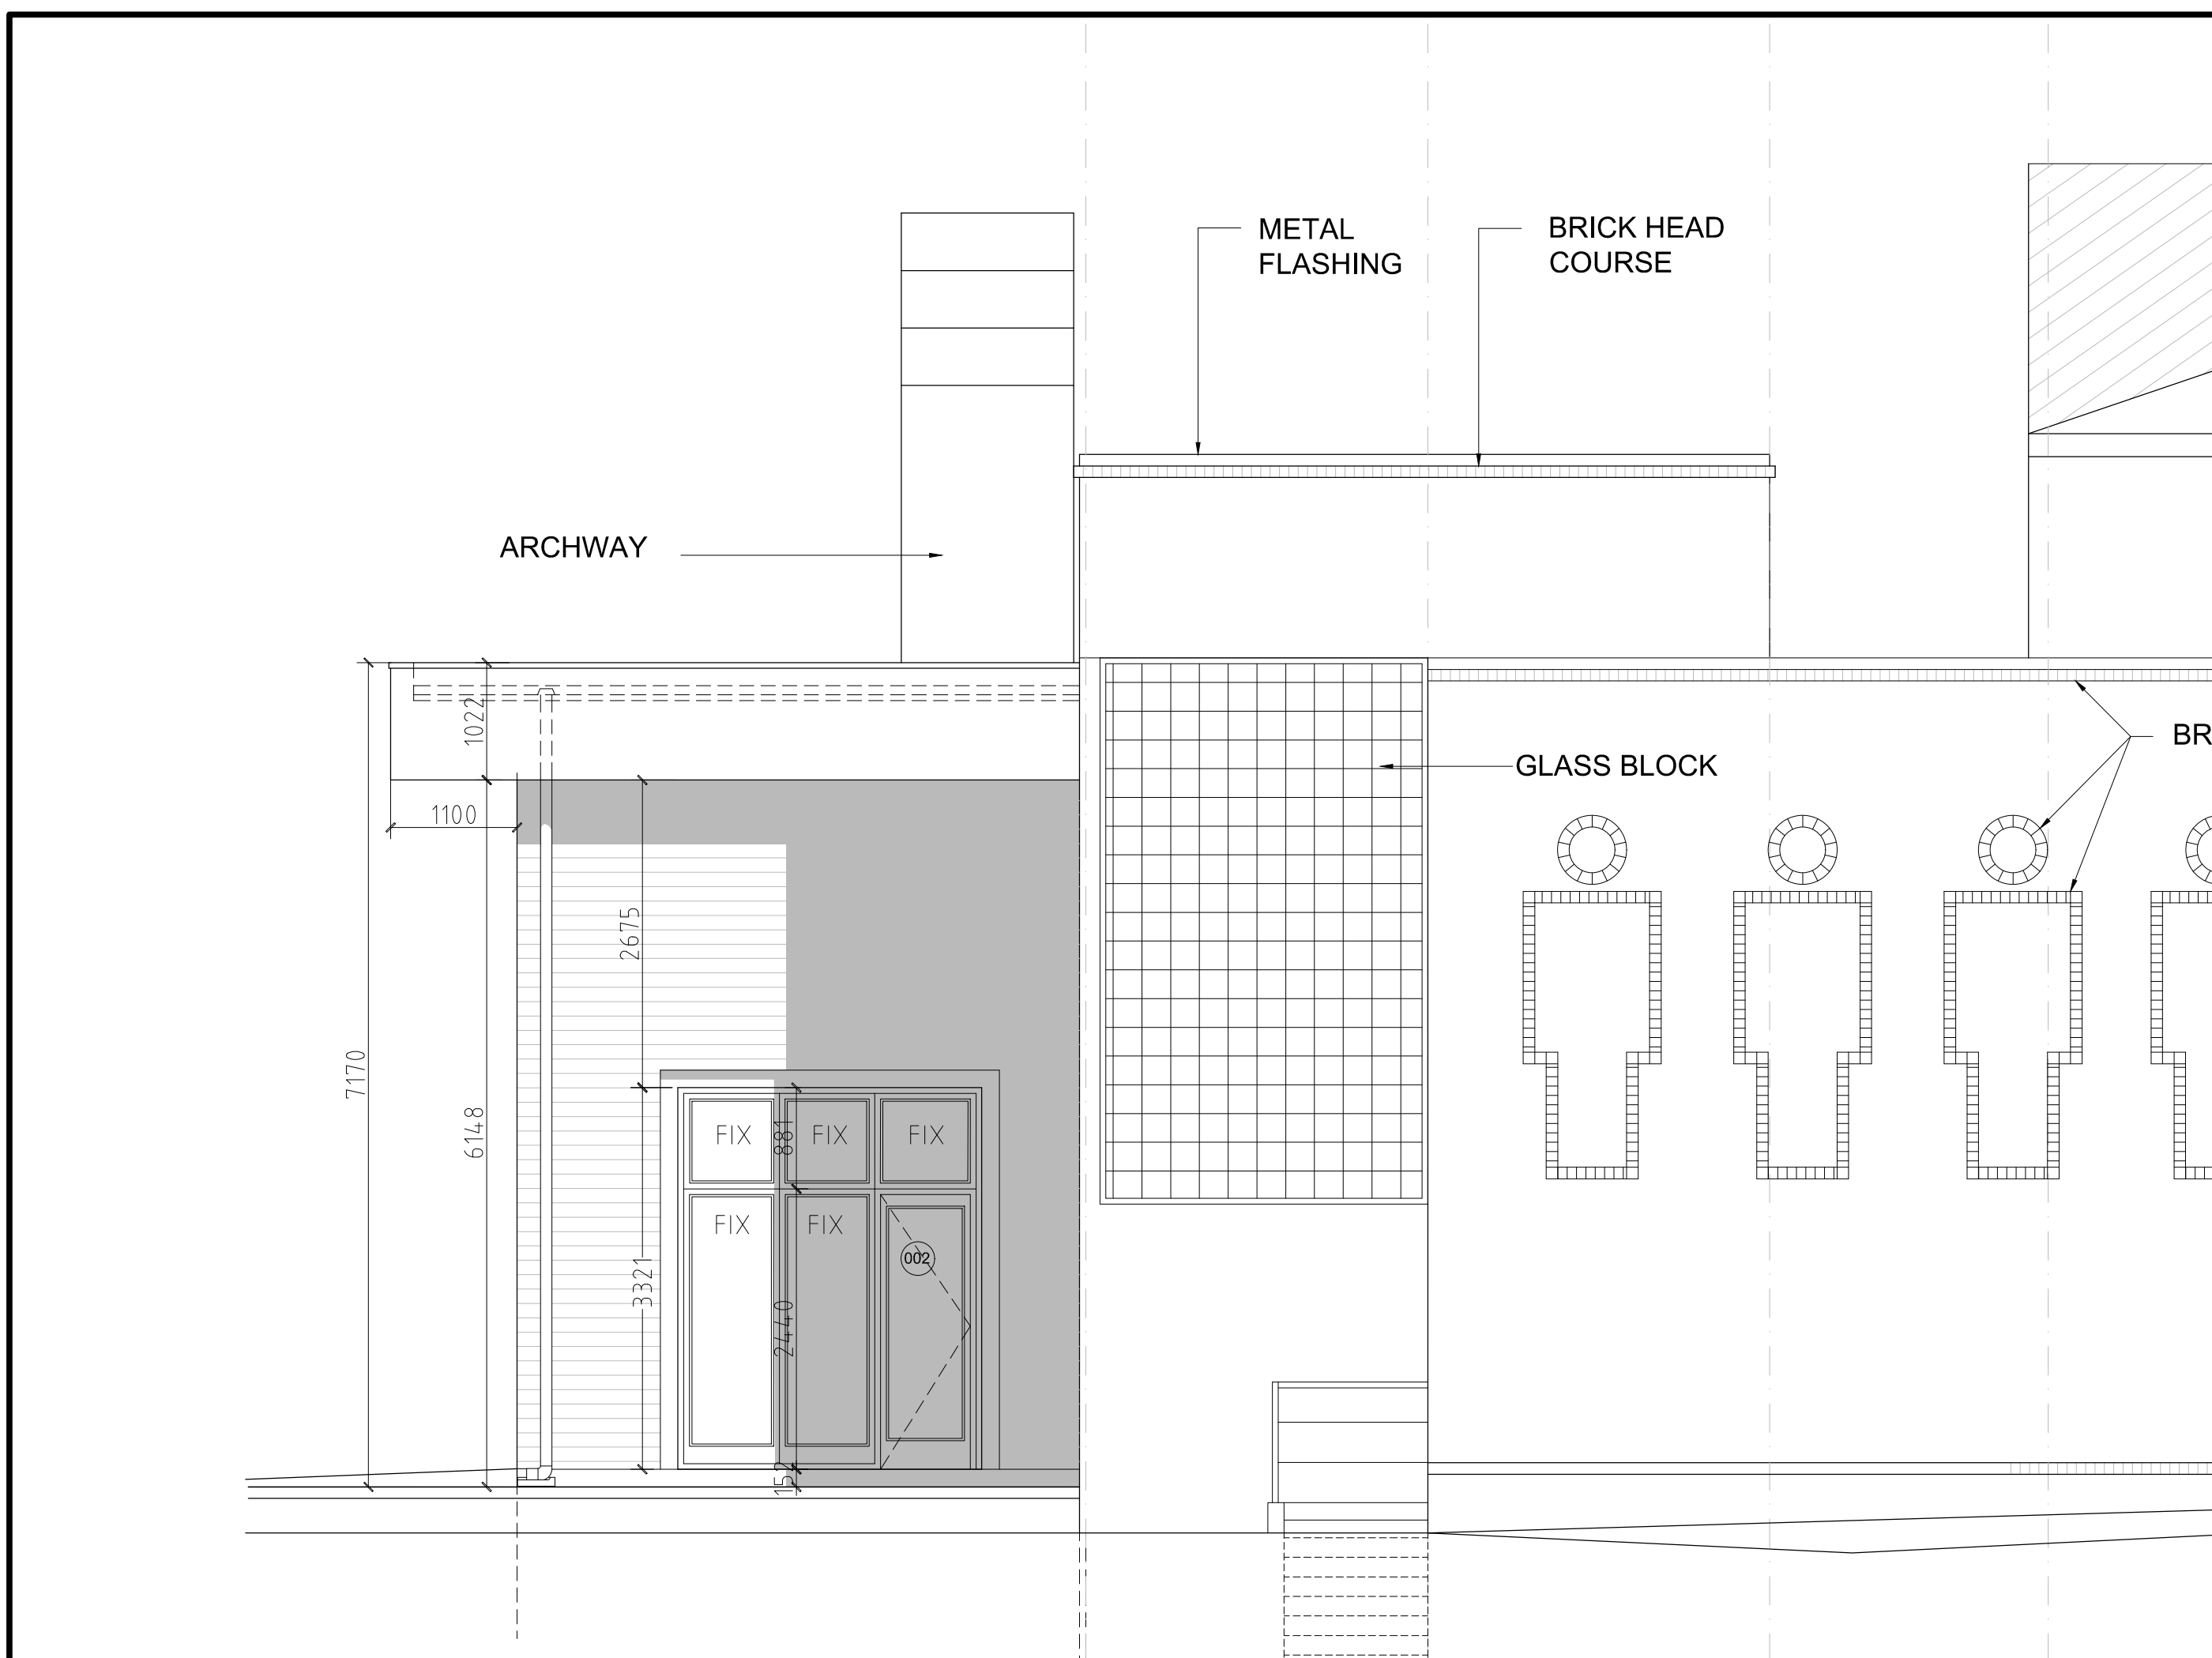 METAL
FLASHING
BRICK HEAD
COURSE
ARCHWAY
1022
BR
GLASS BLOCK
1100
2675
7170
6148
FIX
FIX
FIX
881
FIX
FIX
002
3321
2440
152